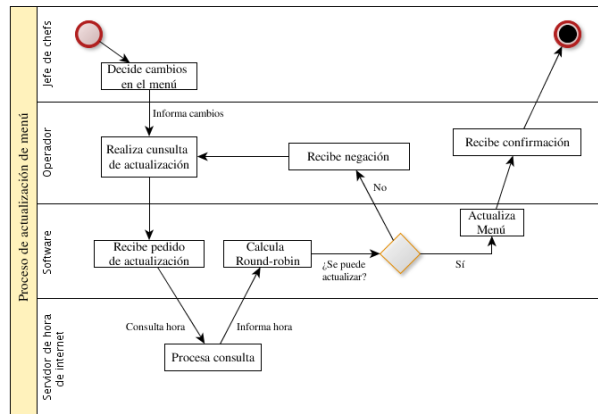 Proceso de actualización de menú
Jefe de chefs
Decide cambios
en el menú
Informa cambios
Operador
Realiza cunsulta
de actualización
Recibe negación
Recibe confirmación
No
Software
Recibe pedido
de actualización
Calcula
Round-robin
¿Se puede
actualizar?
Sí
Actualiza
Menú
Servidor de hora
de internet
Consulta hora
Informa hora
Procesa consulta